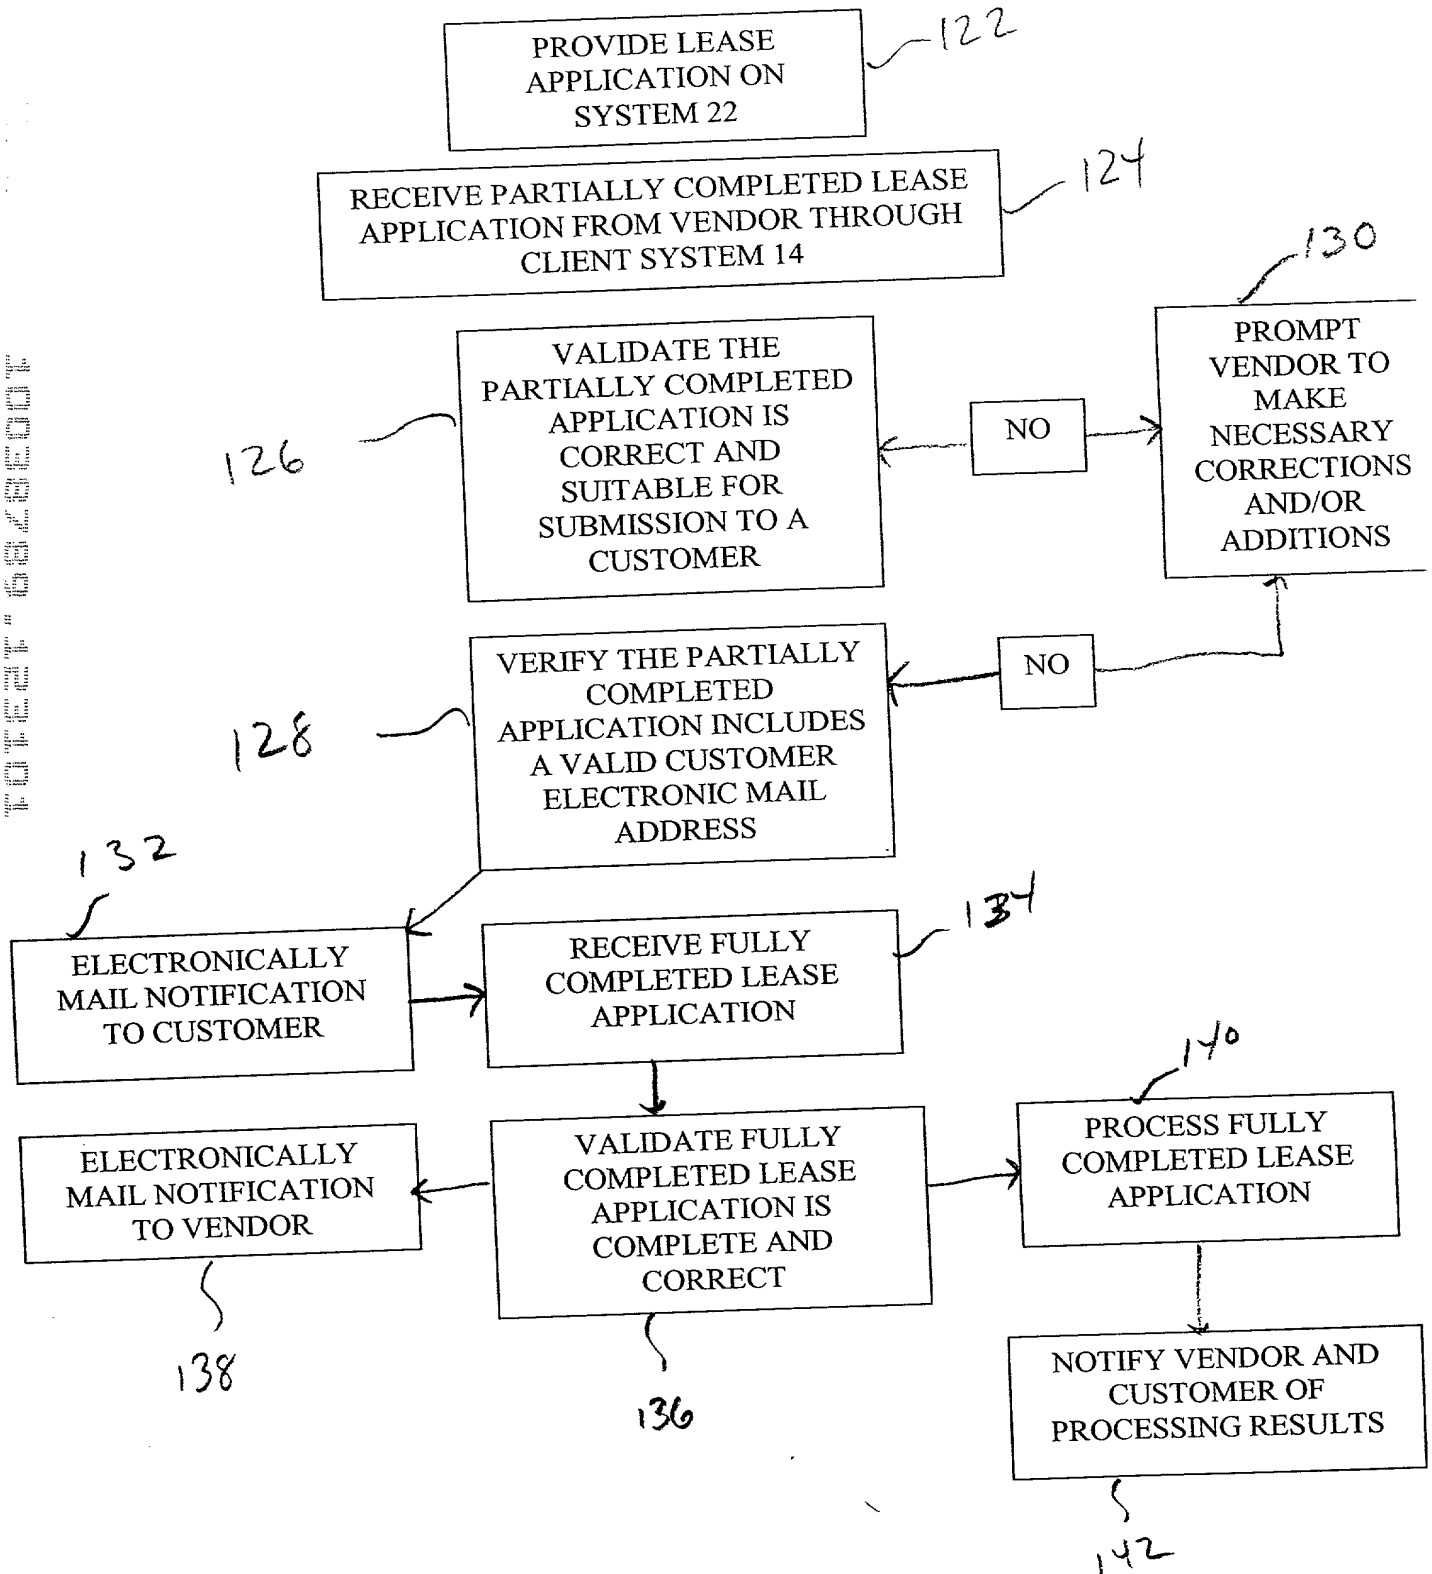 PROVIDE LEASE
APPLICATION ON
SYSTEM 22
122
RECEIVE PARTIALLY COMPLETED LEASE
APPLICATION FROM VENDOR THROUGH
CLIENT SYSTEM 14
124
130
PROMPT
VENDOR TO
MAKE
NECESSARY
CORRECTIONS
AND/OR
ADDITIONS
VALIDATE THE
PARTIALLY COMPLETED
APPLICATION IS
CORRECT AND
SUITABLE FOR
SUBMISSION TO A
CUSTOMER
NO
126
VERIFY THE PARTIALLY
COMPLETED
APPLICATION INCLUDES
A VALID CUSTOMER
ELECTRONIC MAIL
ADDRESS
NO
128
132
ELECTRONICALLY
MAIL NOTIFICATION
TO CUSTOMER
RECEIVE FULLY
COMPLETED LEASE
APPLICATION
134
ELECTRONICALLY
MAIL NOTIFICATION
TO VENDOR
138
VALIDATE FULLY
COMPLETED LEASE
APPLICATION IS
COMPLETE AND
CORRECT
136
140
PROCESS FULLY
COMPLETED LEASE
APPLICATION
NOTIFY VENDOR AND
CUSTOMER OF
PROCESSING RESULTS
142